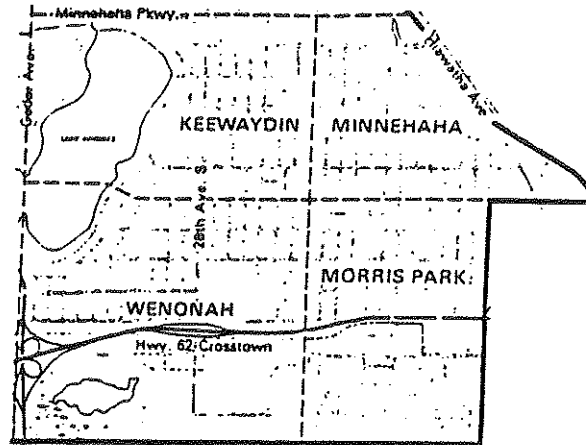 Minnehaha Pkwy.
Cedar Ave.
Hiawatha Ave
KEEWAYDIN
MINNEHAHA
28th Ave. S.
MORRIS PARK
WENONAH
Hwy. 62-Crosstown